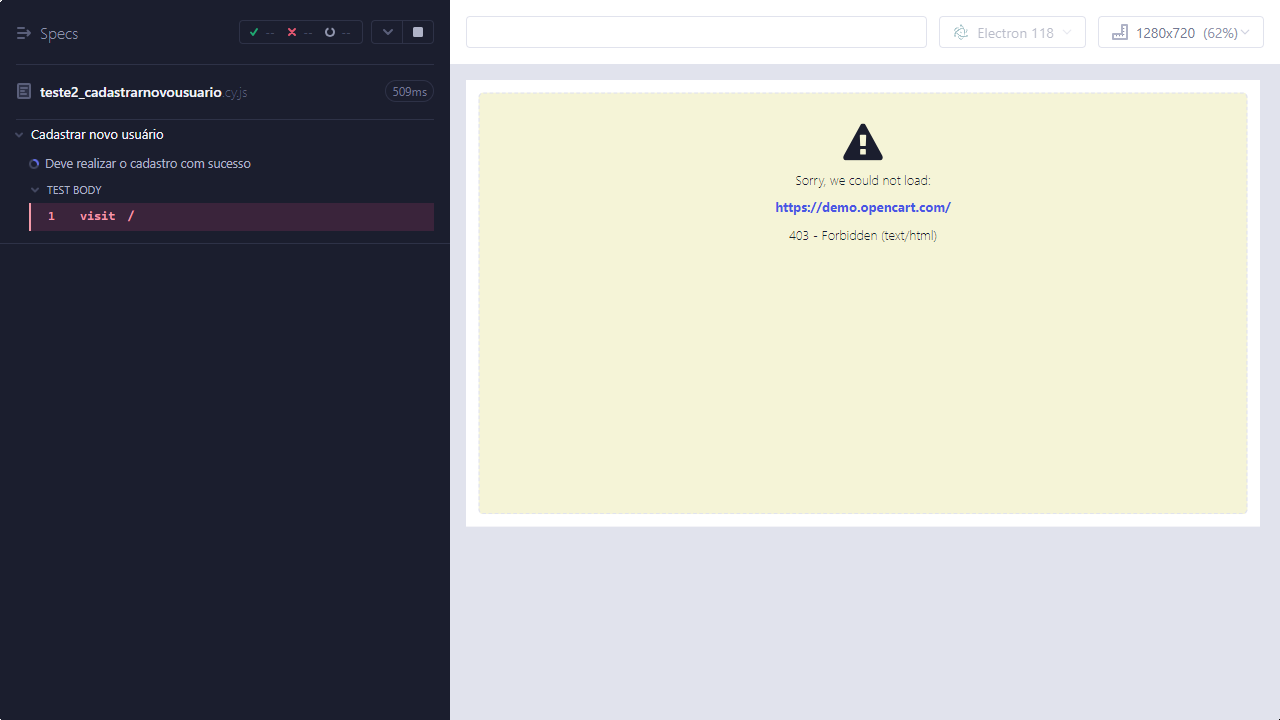 Specs
-- -- --
teste2_cadastrarnovousuario.cy.js
509ms
Cadastrar novo usuário
Deve realizar o cadastro com sucesso
TEST BODY
1 visit /
Electron 118
1280x720 (62%)
Sorry, we could not load:
https://demo.opencart.com/
403 - Forbidden (text/html)